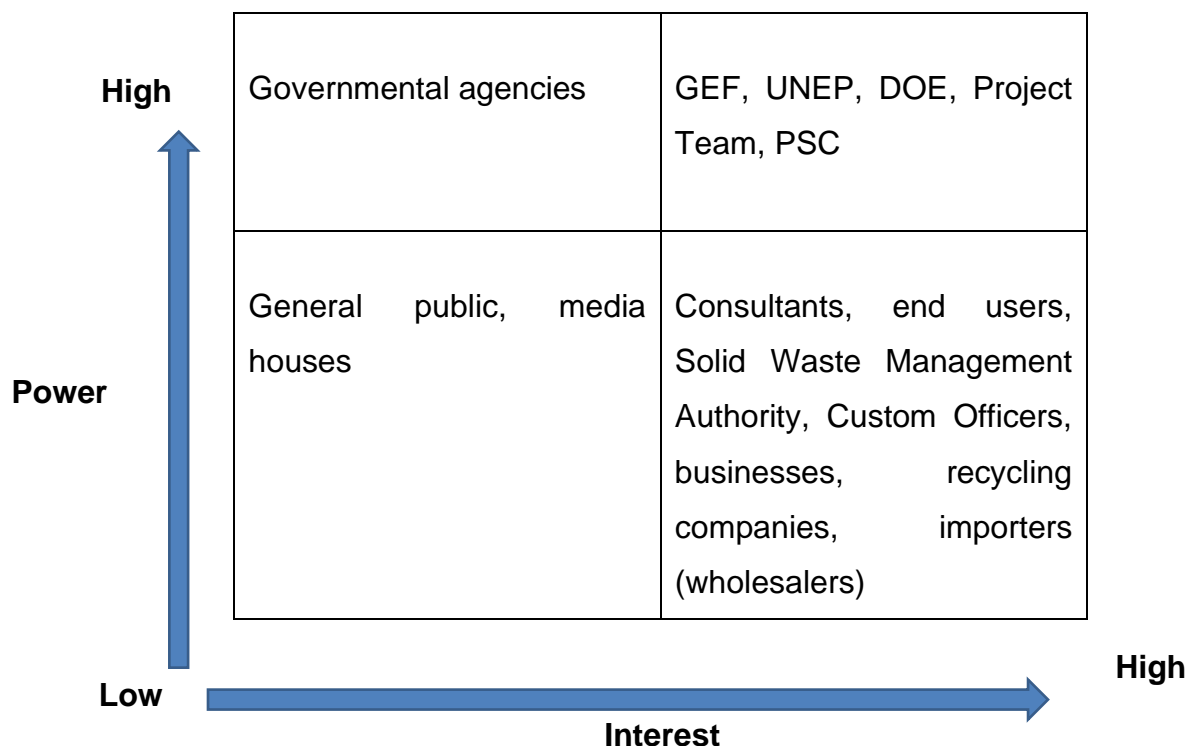 High
Governmental agencies
GEF, UNEP, DOE, Project
Team, PSC
General public, media
houses
Consultants, end users,
Solid Waste Management
Authority, Custom Officers,
businesses, recycling
companies, importers
(wholesalers)
Power
Low
High
Interest